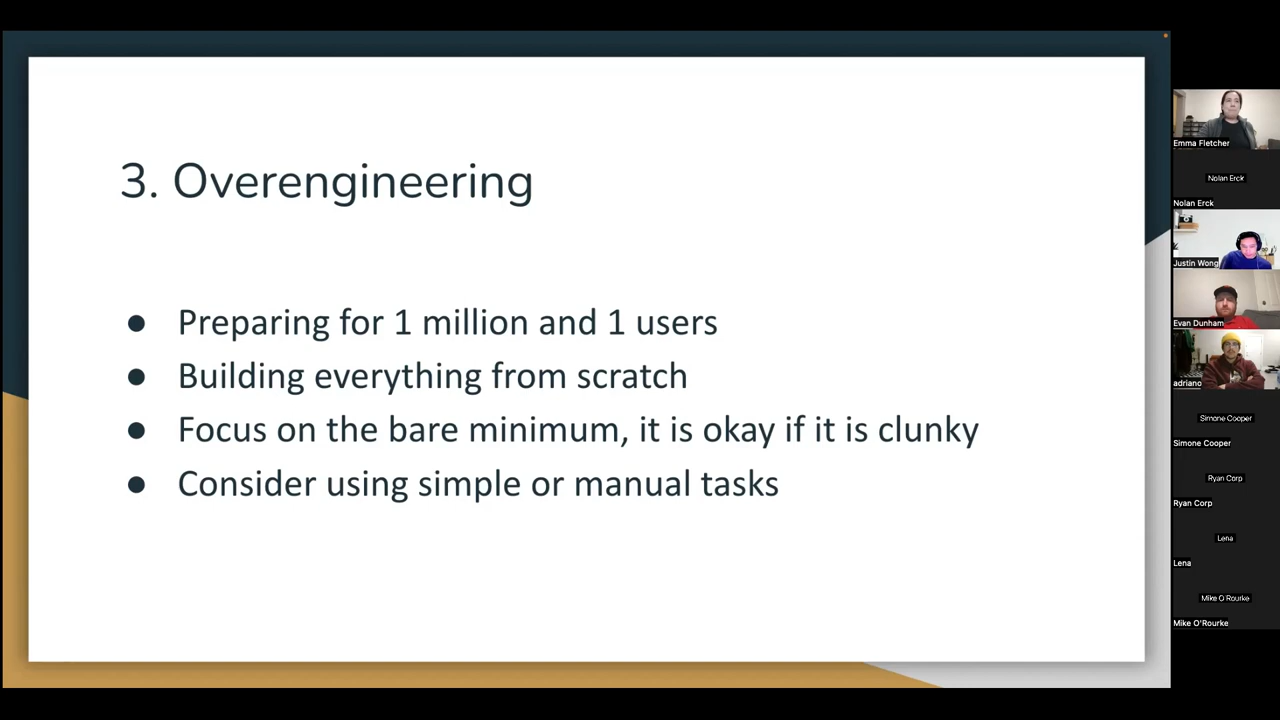 3. Overengineering
● Preparing for 1 million and 1 users
● Building everything from scratch
● Focus on the bare minimum, it is okay if it is clunky
● Consider using simple or manual tasks
Emma Fletcher
Nolan Erck
Nolan Erck
Justin Wong
Evan Dunham
adriano
Simone Cooper
Simone Cooper
Ryan Corp
Ryan Corp
Lena
Lena
Mike O'Rourke
Mike O'Rourke